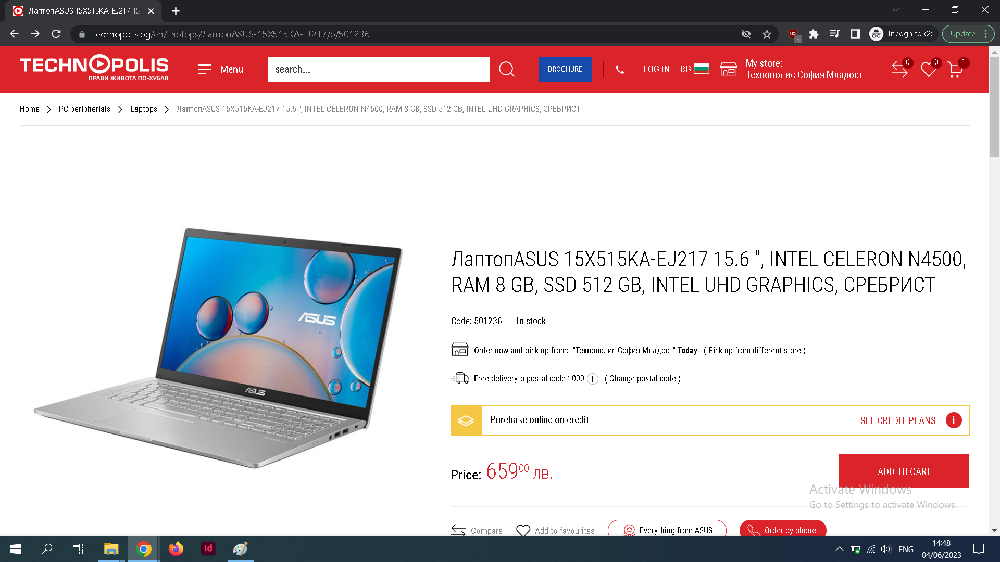 ЛаптопASUS 15X515KA-EJ217 15.
technopolis.bg/en/Laptops/ЛаптопASUS-15X515KA-EJ217/p/501236
1
Incognito (2)
Update
TECHNOPOLIS
ПРАВИ ЖИВОТА ПО-ХУБАВ
Menu
search...
BROCHURE
LOG IN
BG
My store:
Технополис София Младост
0
0
1
Home
PC peripherials
Laptops
ЛаптопASUS 15X515KA-EJ217 15.6 ", INTEL CELERON N4500, RAM 8 GB, SSD 512 GB, INTEL UHD GRAPHICS, СРЕБРИСТ
ASUS
ASUS
ЛаптопASUS 15X515KA-EJ217 15.6 ", INTEL CELERON N4500,
RAM 8 GB, SSD 512 GB, INTEL UHD GRAPHICS, СРЕБРИСТ
Code: 501236 | In stock
Order now and pick up from: "Технополис София Младост" Today ( Pick up from different store )
Free deliveryto postal code 1000 i ( Change postal code )
Purchase online on credit
SEE CREDIT PLANS i
Price: 65900 ЛВ.
ADD TO CART
Activate Windows
Go to Settings to activate Windows.
Compare
Add to favourites
Everything from ASUS
Order by phone
Id
ENG
14:48
04/06/2023